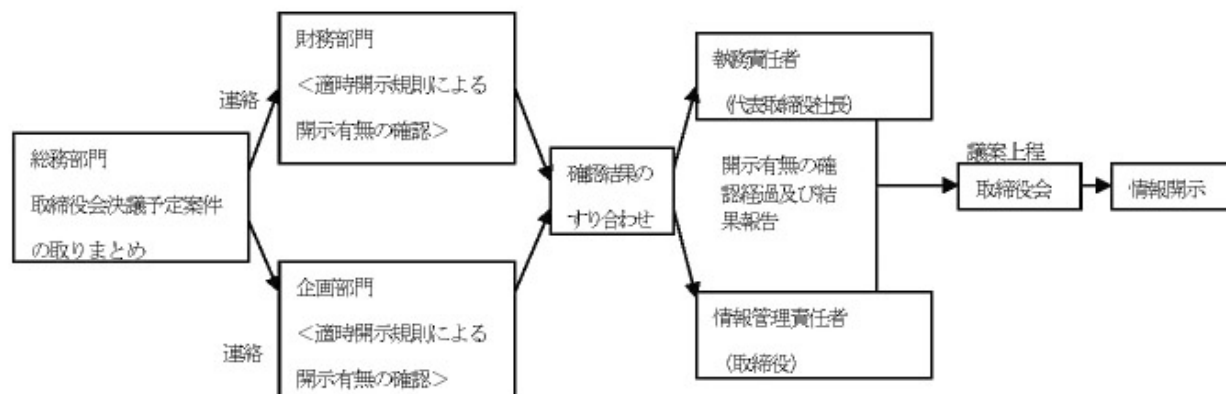 総務部門
取締役会決議予定案件
の取りまとめ
連絡
財務部門
＜適時開示規則による
開示有無の確認＞
連絡
企画部門
＜適時開示規則による
開示有無の確認＞
確認結果の
すり合わせ
執務責任者
（代表取締役社長）
開示有無の確
認経過及び結
果報告
情報管理責任者
（取締役）
議案上程
取締役会
情報開示